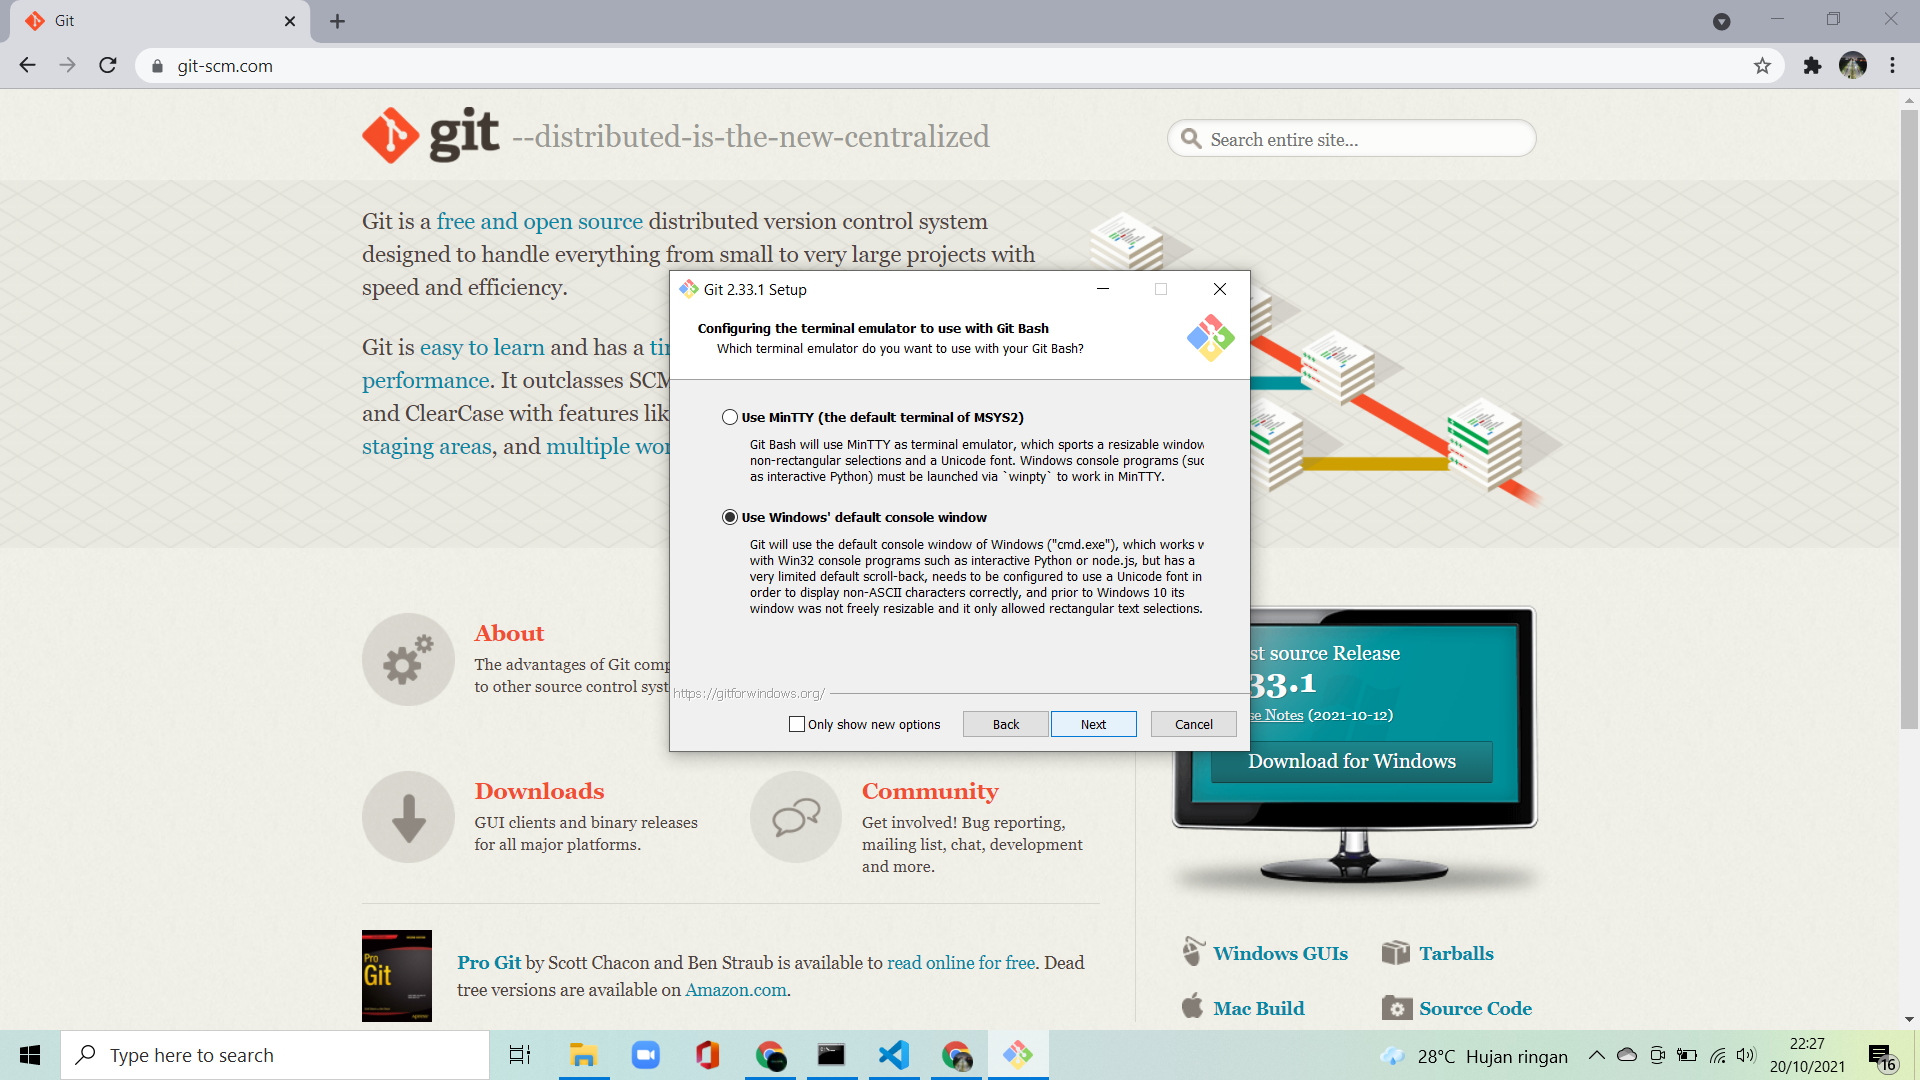 Git
git-scm.com
git --distributed-is-the-new-centralized
Search entire site...
Git is a free and open source distributed version control system
designed to handle everything from small to very large projects with
speed and efficiency.
Git is easy to learn and has a
performance. It outclasses SCM
and ClearCase with features
staging areas, and multiple
Git 2.33.1 Setup
Configuring the terminal emulator to use with Git Bash
Which terminal emulator do you want to use with your Git Bash?
Use MinTTY (the default terminal of MSYS2)
Git Bash will use MinTTY as terminal emulator, which sports a resizable window
non-rectangular selections and a Unicode font. Windows console programs (suc
as interactive Python) must be launched via `winpty` to work in MinTTY.
Use Windows' default console window
Git will use the default console window of Windows ("cmd.exe"), which works w
with Win32 console programs such as interactive Python or node.js, but has a
very limited default scroll-back, needs to be configured to use a Unicode font in
order to display non-ASCII characters correctly, and prior to Windows 10 its
window was not freely resizable and it only allowed rectangular text selections.
https://gitforwindows.org/
Only show new options
Back
Next
Cancel
About
The advantages of Git
to other source control
st source Release
33.1
se Notes (2021-10-12)
Download for Windows
Downloads
GUI clients and binary releases
for all major platforms.
Community
Get involved! Bug reporting,
mailing list, chat, development
and more.
Pro
Git
Pro Git by Scott Chacon and Ben Straub is available to read online for free. Dead
tree versions are available on Amazon.com.
Windows GUIs
Tarballs
Mac Build
Source Code
Type here to search
28°C Hujan ringan
22:27
20/10/2021
16